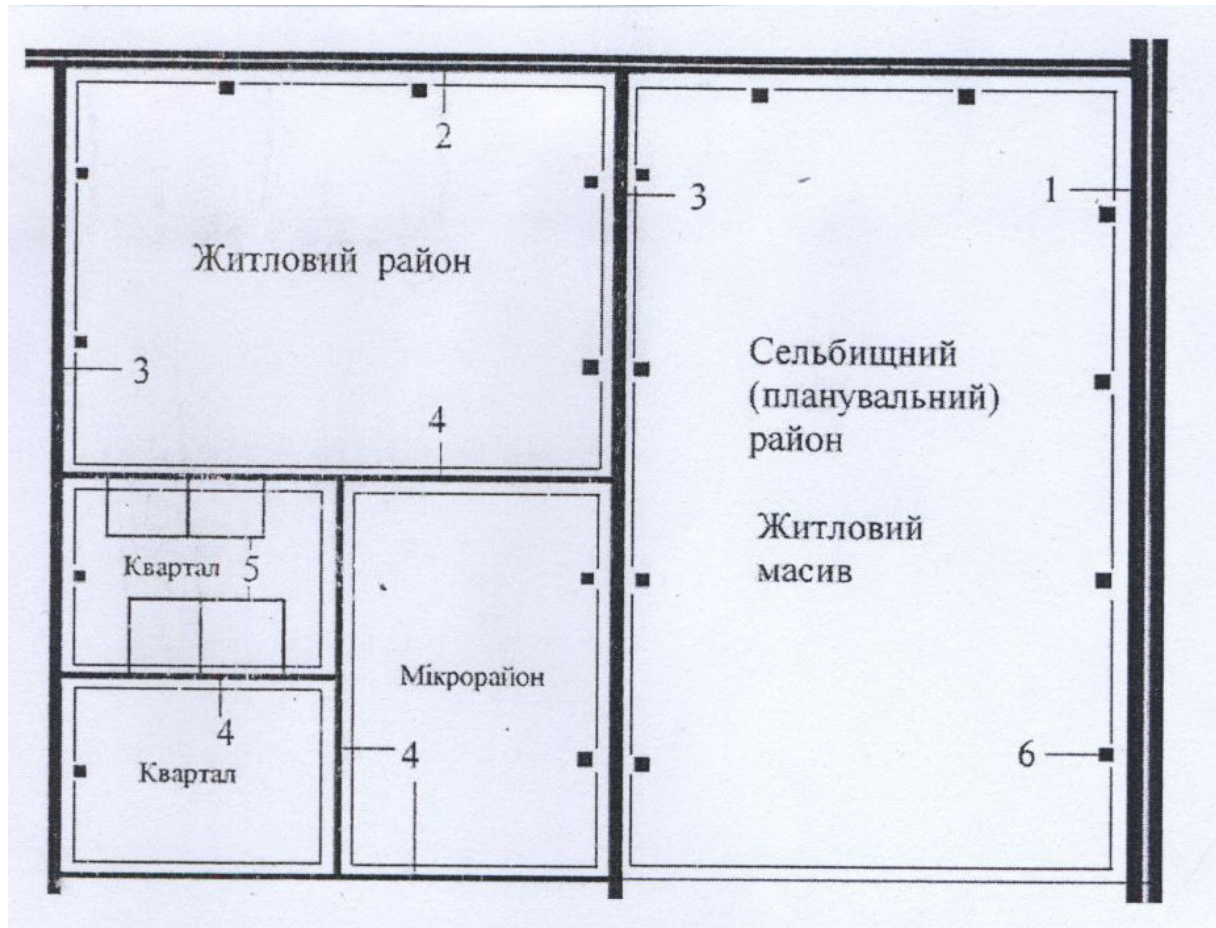 2
3
1
Житловий район
Сельбищний
(планувальний)
район
3
4
Житловий
масив
Квартал 5
Мікрорайон
4
4
6
Квартал